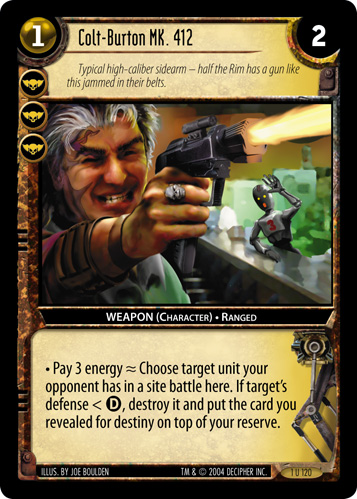 1 Colt-Burton MK. 412 2
Typical high-caliber sidearm – half the Rim has a gun like
this jammed in their belts.
3
WEAPON (CHARACTER) • RANGED
• Pay 3 energy ≈ Choose target unit your
opponent has in a site battle here. If target's
defense < D, destroy it and put the card you
revealed for destiny on top of your reserve.
ILLUS. BY JOE BOULDEN TM & © 2004 DECIPHER INC. 1 U 120